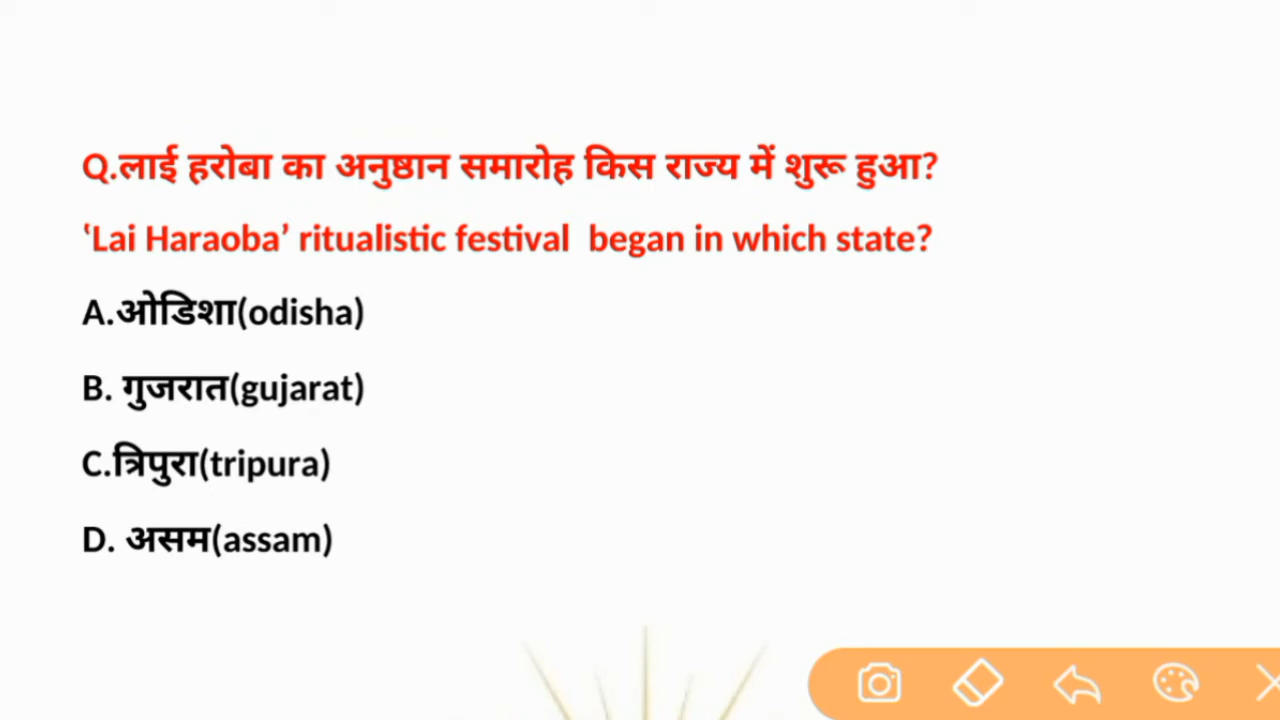 Q.लाई हरोबा का अनुष्ठान समारोह किस राज्य में शुरू हुआ?
‘Lai Haraoba’ ritualistic festival  began in which state?
A.ओडिशा(odisha)
B. गुजरात(gujarat)
C.त्रिपुरा(tripura)
D. असम(assam)